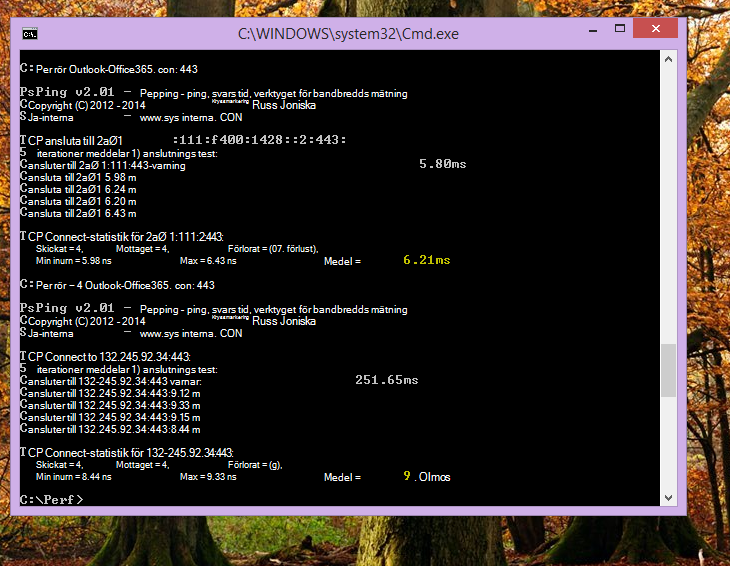 C:\WINDOWS\system32\Cmd.exe
C: Per rör Outlook-Office365. con: 443
PsPing v2.01 – Pepping - ping, svars tid, verktyget för bandbredds mätning
CCopyright (C) 2012 - 2014 Kryssmarkering Russ Joniska
SJa-interna – www.sys interna. CON
TCP ansluta till 2aØ1 :111:f400:1428::2:443:
5 iterationer meddelar 1) anslutnings test:
Cansluter till 2aØ 1:111:443-varning 5.80ms
Cansluta till 2aØ1 5.98 m
Cansluta till 2aØ1 6.24 m
Cansluta till 2aØ1 6.20 m
Cansluta till 2aØ1 6.43 m
TCP Connect-statistik för 2aØ 1:111:2:443:
Skickat = 4, Mottaget = 4, Förlorat = (07. förlust),
Min inurn = 5.98 ns Max = 6.43 ns Medel = 6.21ms
C: Per rör – 4 Outlook-Office365. con: 443
PsPing v2.01 – Pepping - ping, svars tid, verktyget för bandbredds mätning
CCopyright (C) 2012 - 2014 Kryssmarkering Russ Joniska
SJa-interna – www.sys interna. CON
TCP Connect to 132.245.92.34:443:
5 iterationer meddelar 1) anslutnings test:
Cansluter till 132-245.92.34:443 varnar: 251.65ms
Cansluter till 132.245.92.34:443:9.12 m
Cansluter till 132.245.92.34:443:9.33 m
Cansluter till 132.245.92.34:443:9.15 m
Cansluter till 132.245.92.34:443:8.44 m
TCP Connect-statistik för 132-245.92.34:443:
Skickat = 4, Mottaget = 4, Förlorat = (g),
Min inurn = 8.44 ns Max = 9.33 ns Medel = 9 . Olmos
C:\Perf>